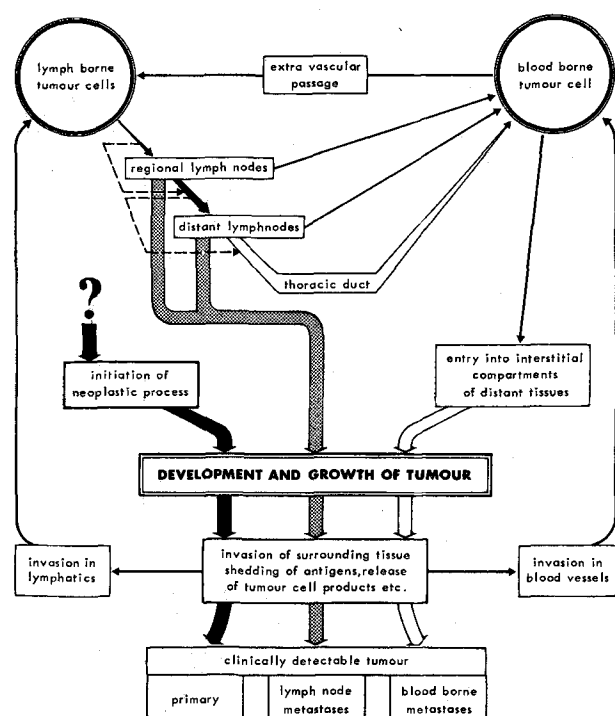 lymph borne
tumour cells
extra vascular
passage
blood borne
tumour cell
regional lymph nodes
distant lymphnodes
thoracic duct
?
initiation of
neoplastic process
entry into interstitial
compartments
of distant tissues
DEVELOPMENT AND GROWTH OF TUMOUR
invasion in
lymphatics
invasion of surrounding tissue
shedding of antigens, release
of tumour cell products etc.
invasion in
blood vessels
clinically detectable tumour
primary
lymph node
metastases
blood borne
metastases